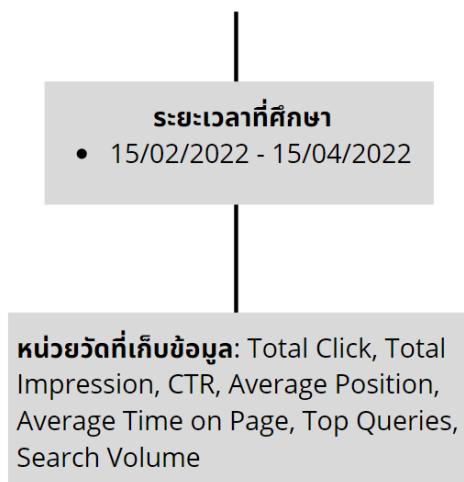 ระยะเวลาที่ศึกษา
• 15/02/2022 - 15/04/2022
หน่วยวัดที่เก็บข้อมูล: Total Click, Total
Impression, CTR, Average Position,
Average Time on Page, Top Queries,
Search Volume